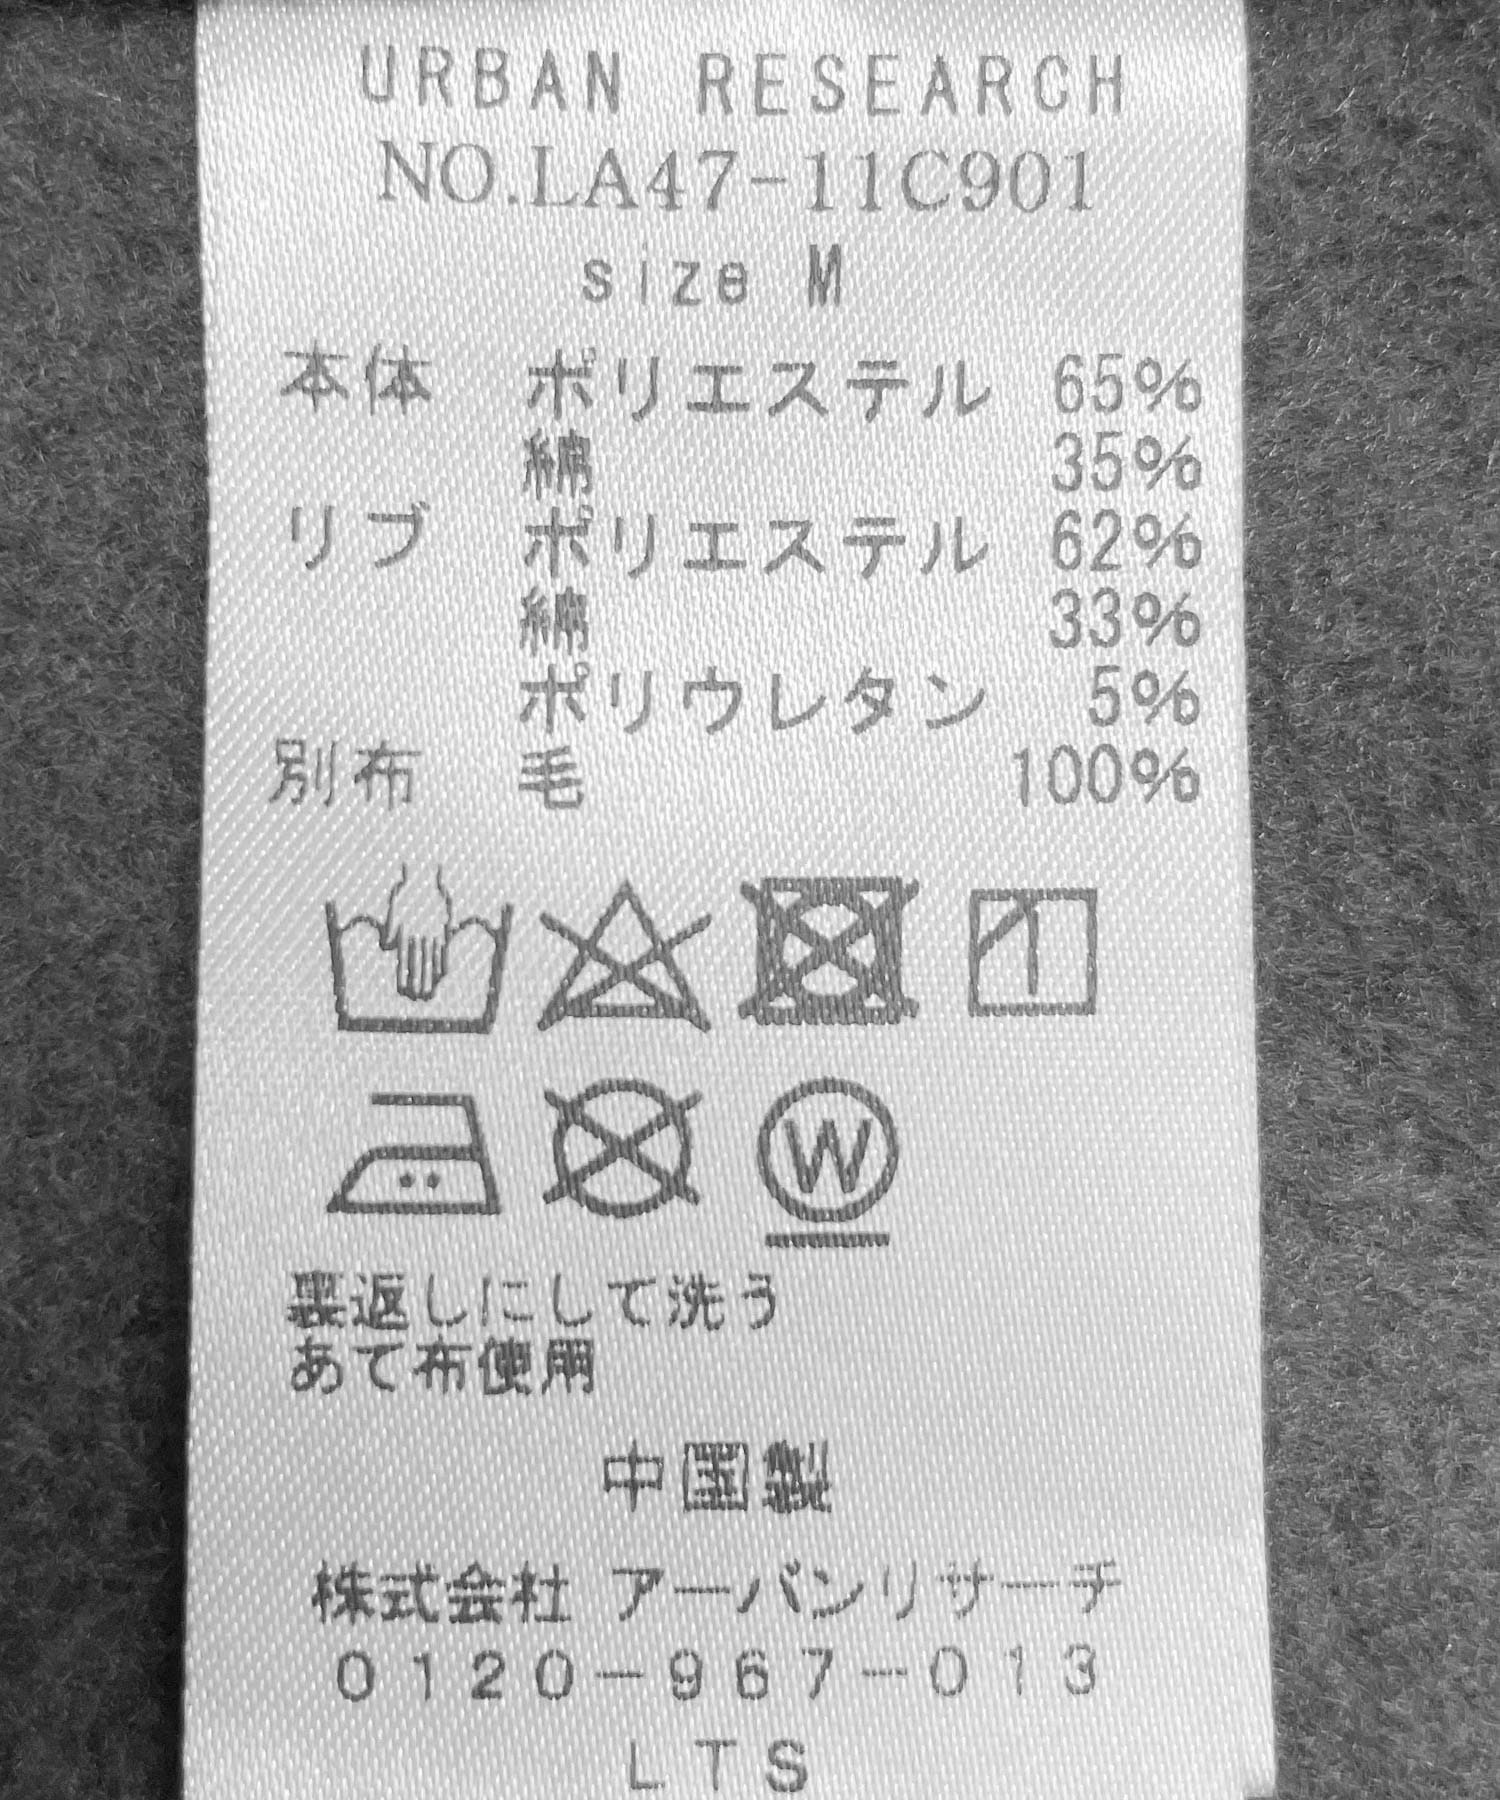 URBAN RESEARCH
NO.LA47-11C901
size M
本体 ポリエステル 65%
綿 35%
リブ ポリエステル 62%
綿 33%
ポリウレタン 5%
別布 毛 100%
W
裏返しにして洗う
あて布使用
中国製
株式会社 アーバンリサーチ
0120-967-013
LTS